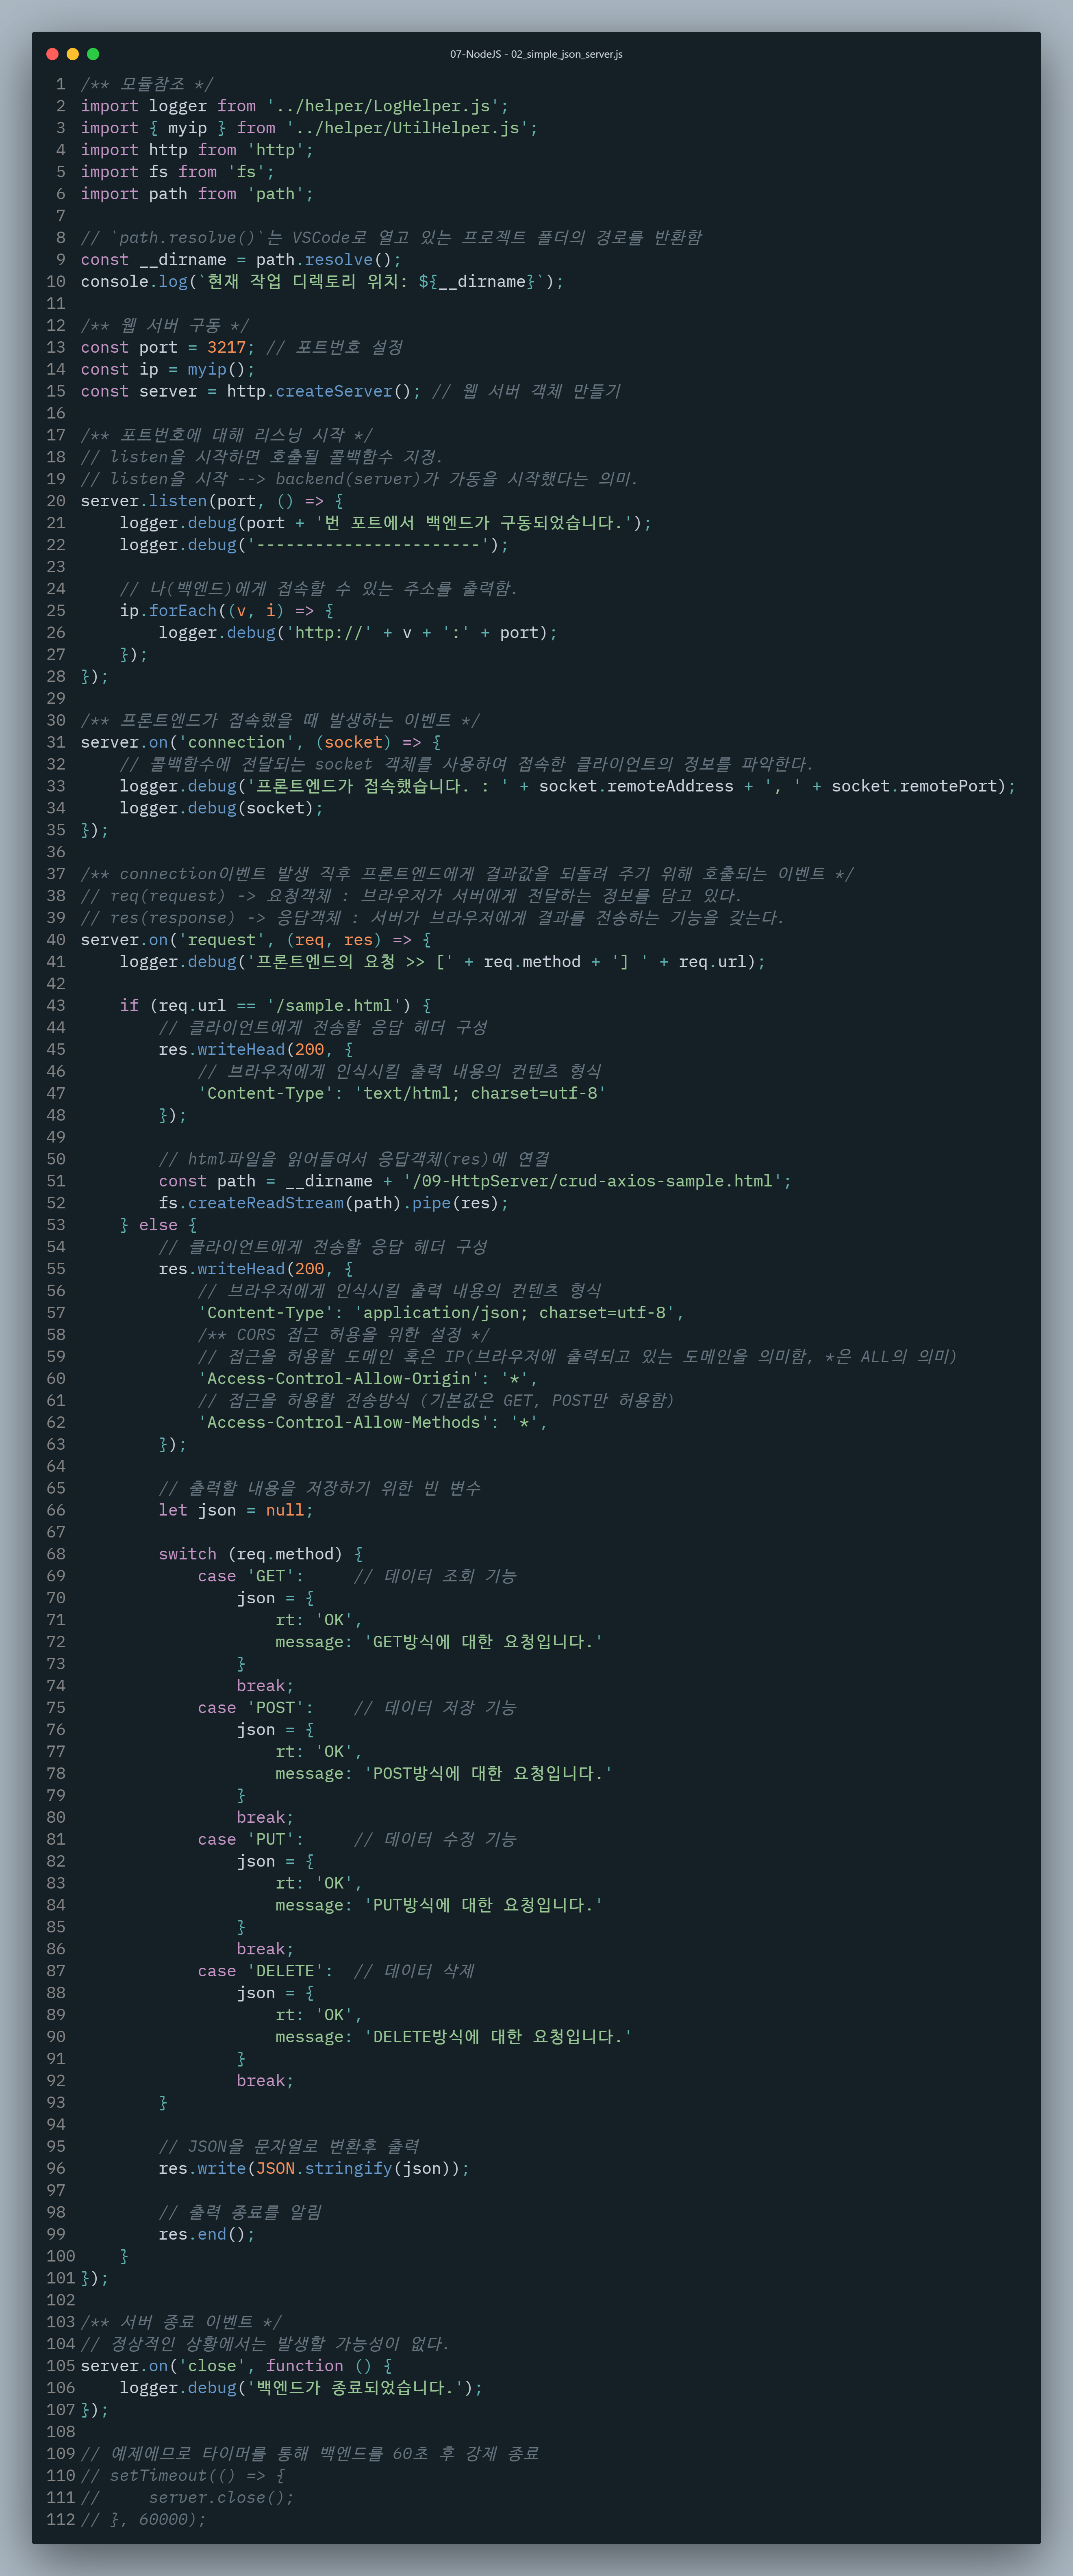 07-NodeJS - 02_simple_json_server.js
1 /** 모듈참조 */
2 import logger from '../helper/LogHelper.js';
3 import { myip } from '../helper/UtilHelper.js';
4 import http from 'http';
5 import fs from 'fs';
6 import path from 'path';
7
8 // `path.resolve()`는 VSCode로 열고 있는 프로젝트 폴더의 경로를 반환함
9 const __dirname = path.resolve();
10 console.log(`현재 작업 디렉토리 위치: ${__dirname}`);
11
12 /** 웹 서버 구동 */
13 const port = 3217; // 포트번호 설정
14 const ip = myip();
15 const server = http.createServer(); // 웹 서버 객체 만들기
16
17 /** 포트번호에 대해 리스닝 시작 */
18 // listen을 시작하면 호출될 콜백함수 지정.
19 // listen을 시작 --> backend(server)가 가동을 시작했다는 의미.
20 server.listen(port, () => {
21     logger.debug(port + '번 포트에서 백엔드가 구동되었습니다.');
22     logger.debug('-----------------------');
23
24     // 나(백엔드)에게 접속할 수 있는 주소를 출력함.
25     ip.forEach((v, i) => {
26         logger.debug('http://' + v + ':' + port);
27     });
28 });
29
30 /** 프론트엔드가 접속했을 때 발생하는 이벤트 */
31 server.on('connection', (socket) => {
32     // 콜백함수에 전달되는 socket 객체를 사용하여 접속한 클라이언트의 정보를 파악한다.
33     logger.debug('프론트엔드가 접속했습니다. : ' + socket.remoteAddress + ', ' + socket.remotePort);
34     logger.debug(socket);
35 });
36
37 /** connection이벤트 발생 직후 프론트엔드에게 결과값을 되돌려 주기 위해 호출되는 이벤트 */
38 // req(request) -> 요청객체 : 브라우저가 서버에게 전달하는 정보를 담고 있다.
39 // res(response) -> 응답객체 : 서버가 브라우저에게 결과를 전송하는 기능을 갖는다.
40 server.on('request', (req, res) => {
41     logger.debug('프론트엔드의 요청 >> [' + req.method + '] ' + req.url);
42
43     if (req.url == '/sample.html') {
44         // 클라이언트에게 전송할 응답 헤더 구성
45         res.writeHead(200, {
46             // 브라우저에게 인식시킬 출력 내용의 컨텐츠 형식
47             'Content-Type': 'text/html; charset=utf-8'
48         });
49
50         // html파일을 읽어들여서 응답객체(res)에 연결
51         const path = __dirname + '/09-HttpServer/crud-axios-sample.html';
52         fs.createReadStream(path).pipe(res);
53     } else {
54         // 클라이언트에게 전송할 응답 헤더 구성
55         res.writeHead(200, {
56             // 브라우저에게 인식시킬 출력 내용의 컨텐츠 형식
57             'Content-Type': 'application/json; charset=utf-8',
58             /** CORS 접근 허용을 위한 설정 */
59             // 접근을 허용할 도메인 혹은 IP(브라우저에 출력되고 있는 도메인을 의미함, *은 ALL의 의미)
60             'Access-Control-Allow-Origin': '*',
61             // 접근을 허용할 전송방식 (기본값은 GET, POST만 허용함)
62             'Access-Control-Allow-Methods': '*',
63         });
64
65         // 출력할 내용을 저장하기 위한 빈 변수
66         let json = null;
67
68         switch (req.method) {
69             case 'GET':     // 데이터 조회 기능
70                 json = {
71                     rt: 'OK',
72                     message: 'GET방식에 대한 요청입니다.'
73                 }
74                 break;
75             case 'POST':    // 데이터 저장 기능
76                 json = {
77                     rt: 'OK',
78                     message: 'POST방식에 대한 요청입니다.'
79                 }
80                 break;
81             case 'PUT':     // 데이터 수정 기능
82                 json = {
83                     rt: 'OK',
84                     message: 'PUT방식에 대한 요청입니다.'
85                 }
86                 break;
87             case 'DELETE':  // 데이터 삭제
88                 json = {
89                     rt: 'OK',
90                     message: 'DELETE방식에 대한 요청입니다.'
91                 }
92                 break;
93         }
94
95         // JSON을 문자열로 변환후 출력
96         res.write(JSON.stringify(json));
97
98         // 출력 종료를 알림
99         res.end();
100     }
101 });
102
103 /** 서버 종료 이벤트 */
104 // 정상적인 상황에서는 발생할 가능성이 없다.
105 server.on('close', function () {
106     logger.debug('백엔드가 종료되었습니다.');
107 });
108
109 // 예제에므로 타이머를 통해 백엔드를 60초 후 강제 종료
110 // setTimeout(() => {
111 //     server.close();
112 // }, 60000);